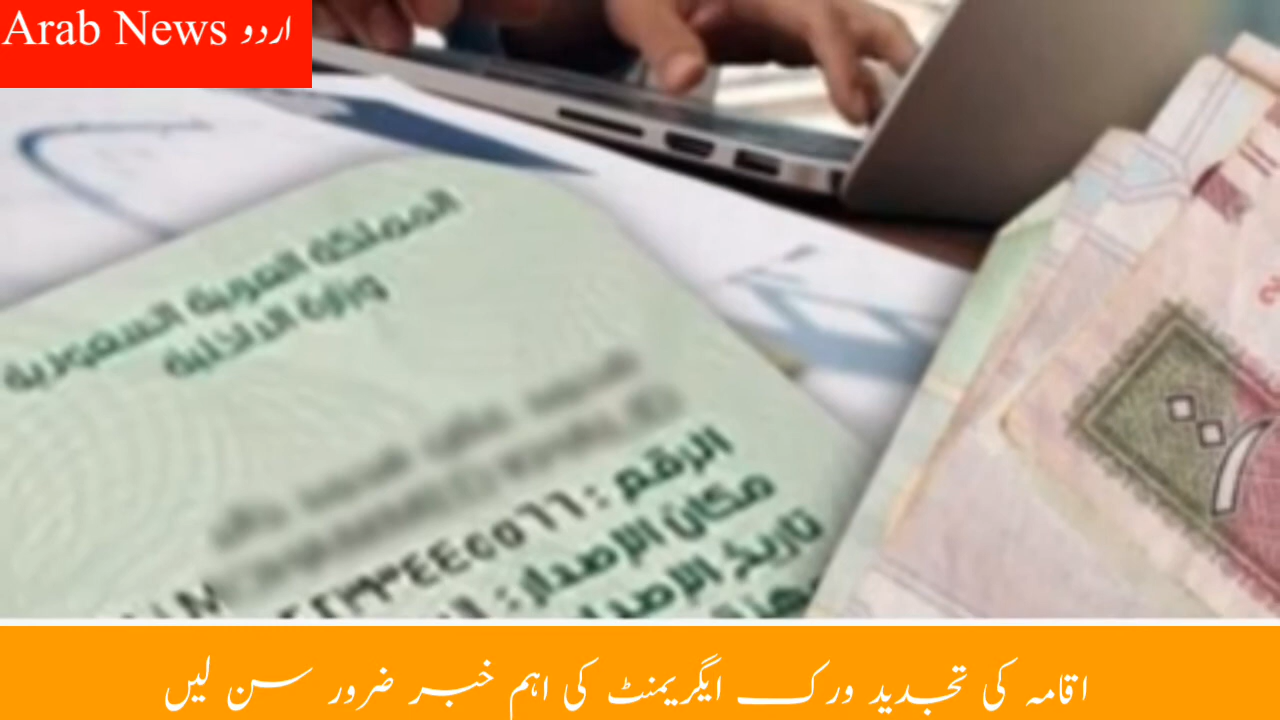 Arab News اردو
المملكة العربية السعودية
وزارة الداخلية
الرقم :
مكان الإصدار :
تاريخ الإصدار
اقامہ کی تجدید ورک ایگریمنٹ کی اہم خبر ضرور سن لیں